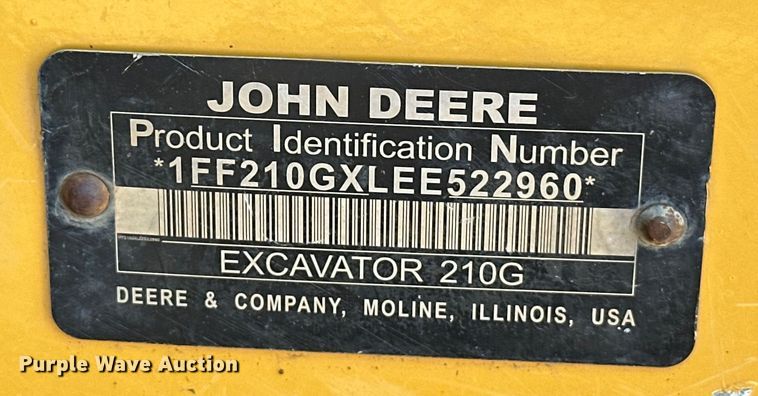 JOHN DEERE
Product Identification Number
*1FF210GXLEE522960*
EXCAVATOR 210G
DEERE & COMPANY, MOLINE, ILLINOIS, USA
Purple Wave Auction